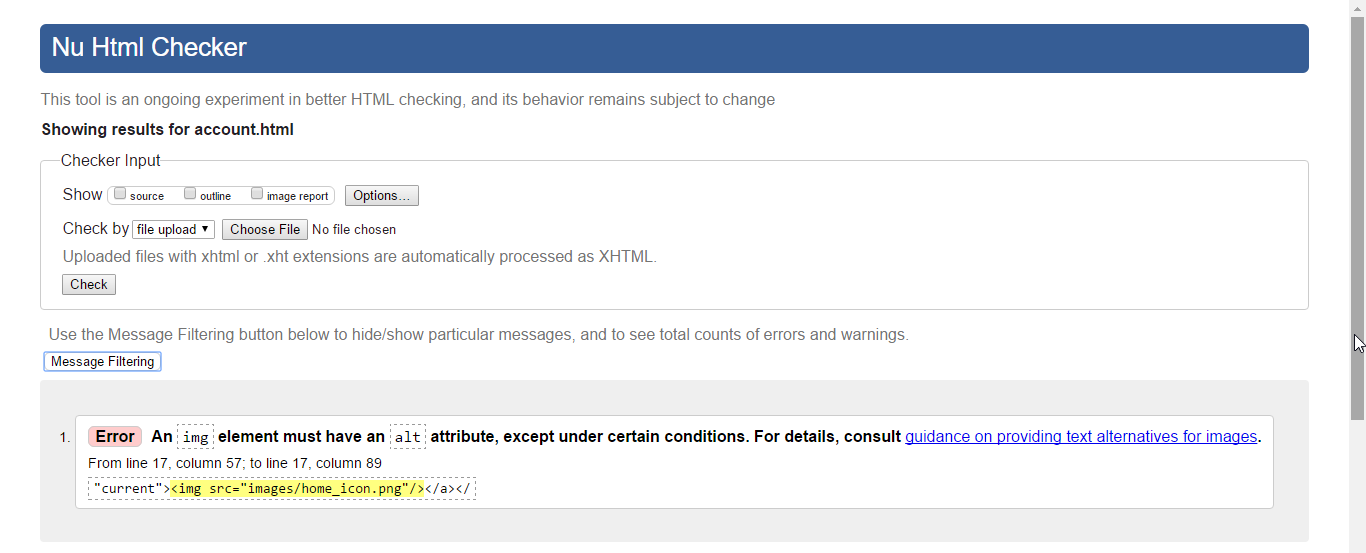 Nu Html Checker
This tool is an ongoing experiment in better HTML checking, and its behavior remains subject to change
Showing results for account.html
Checker Input
Show source outline image report Options...
Check by file upload Choose File No file chosen
Uploaded files with xhtml or .xht extensions are automatically processed as XHTML.
Check
Use the Message Filtering button below to hide/show particular messages, and to see total counts of errors and warnings.
Message Filtering
1. Error An img element must have an alt attribute, except under certain conditions. For details, consult guidance on providing text alternatives for images.
From line 17, column 57; to line 17, column 89
"current"><img src="images/home_icon.png"/></a></